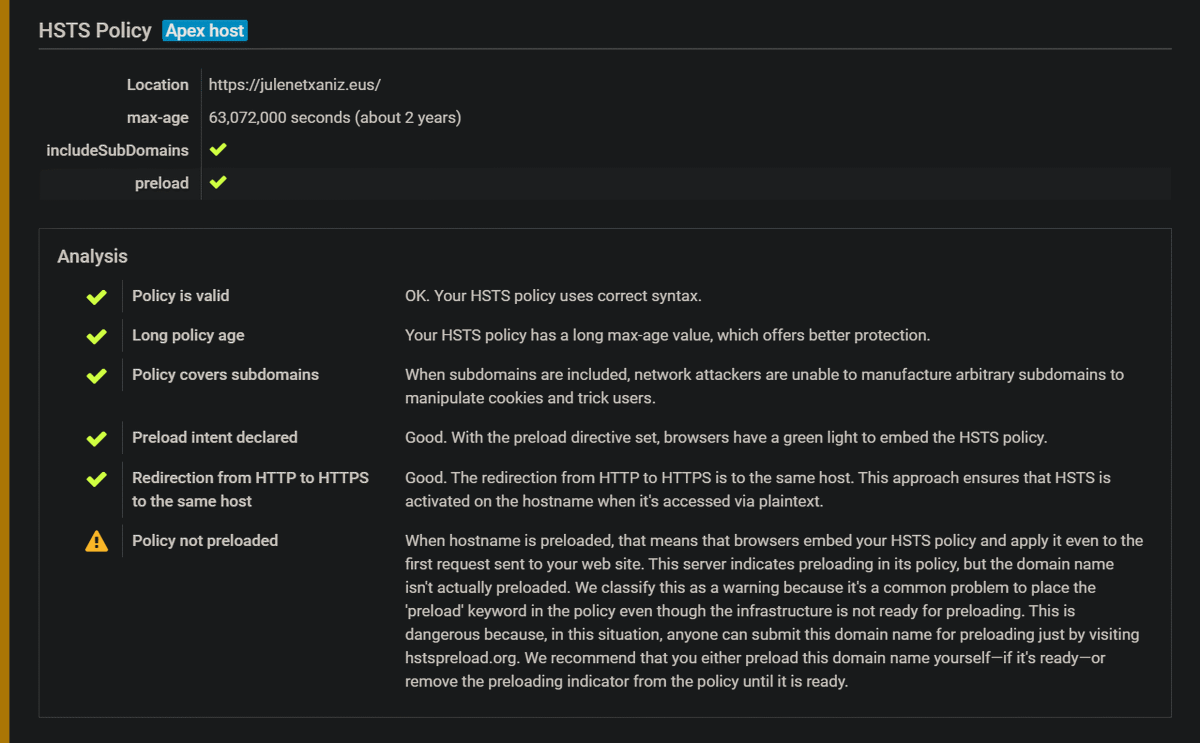 HSTS Policy Apex host
Location https://julenetxaniz.eus/
max-age 63,072,000 seconds (about 2 years)
includeSubDomains
preload
Analysis
Policy is valid OK. Your HSTS policy uses correct syntax.
Long policy age Your HSTS policy has a long max-age value, which offers better protection.
Policy covers subdomains When subdomains are included, network attackers are unable to manufacture arbitrary subdomains to
manipulate cookies and trick users.
Preload intent declared Good. With the preload directive set, browsers have a green light to embed the HSTS policy.
Redirection from HTTP to HTTPS Good. The redirection from HTTP to HTTPS is to the same host. This approach ensures that HSTS is
to the same host activated on the hostname when it's accessed via plaintext.
Policy not preloaded When hostname is preloaded, that means that browsers embed your HSTS policy and apply it even to the
first request sent to your web site. This server indicates preloading in its policy, but the domain name
isn't actually preloaded. We classify this as a warning because it's a common problem to place the
'preload' keyword in the policy even though the infrastructure is not ready for preloading. This is
dangerous because, in this situation, anyone can submit this domain name for preloading just by visiting
hstspreload.org. We recommend that you either preload this domain name yourself—if it's ready—or
remove the preloading indicator from the policy until it is ready.